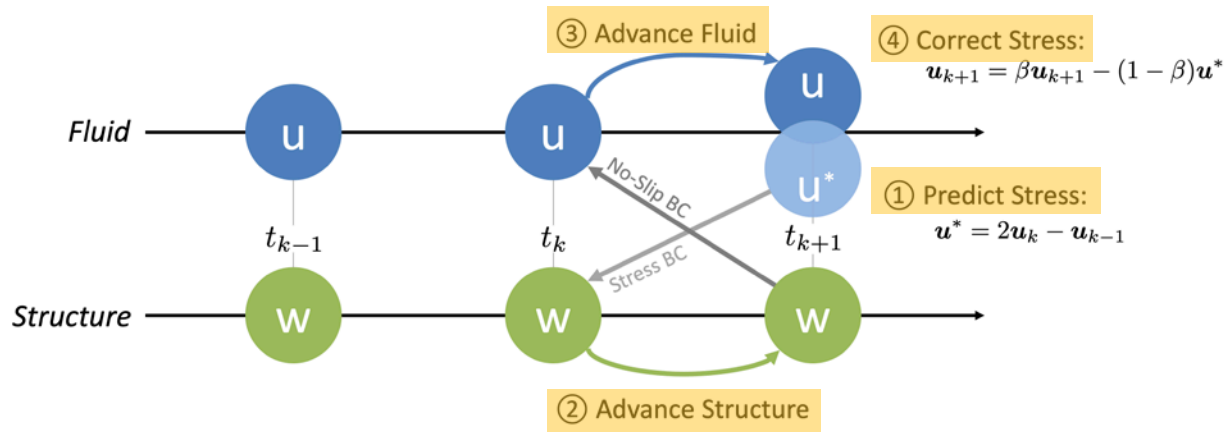 ③ Advance Fluid
④ Correct Stress:
u_{k+1} = βu_{k+1} − (1 − β)u*
Fluid
u
u
u
u*
No-Slip BC
Stress BC
① Predict Stress:
u* = 2u_k − u_{k−1}
t_{k−1}
t_k
t_{k+1}
Structure
w
w
w
② Advance Structure